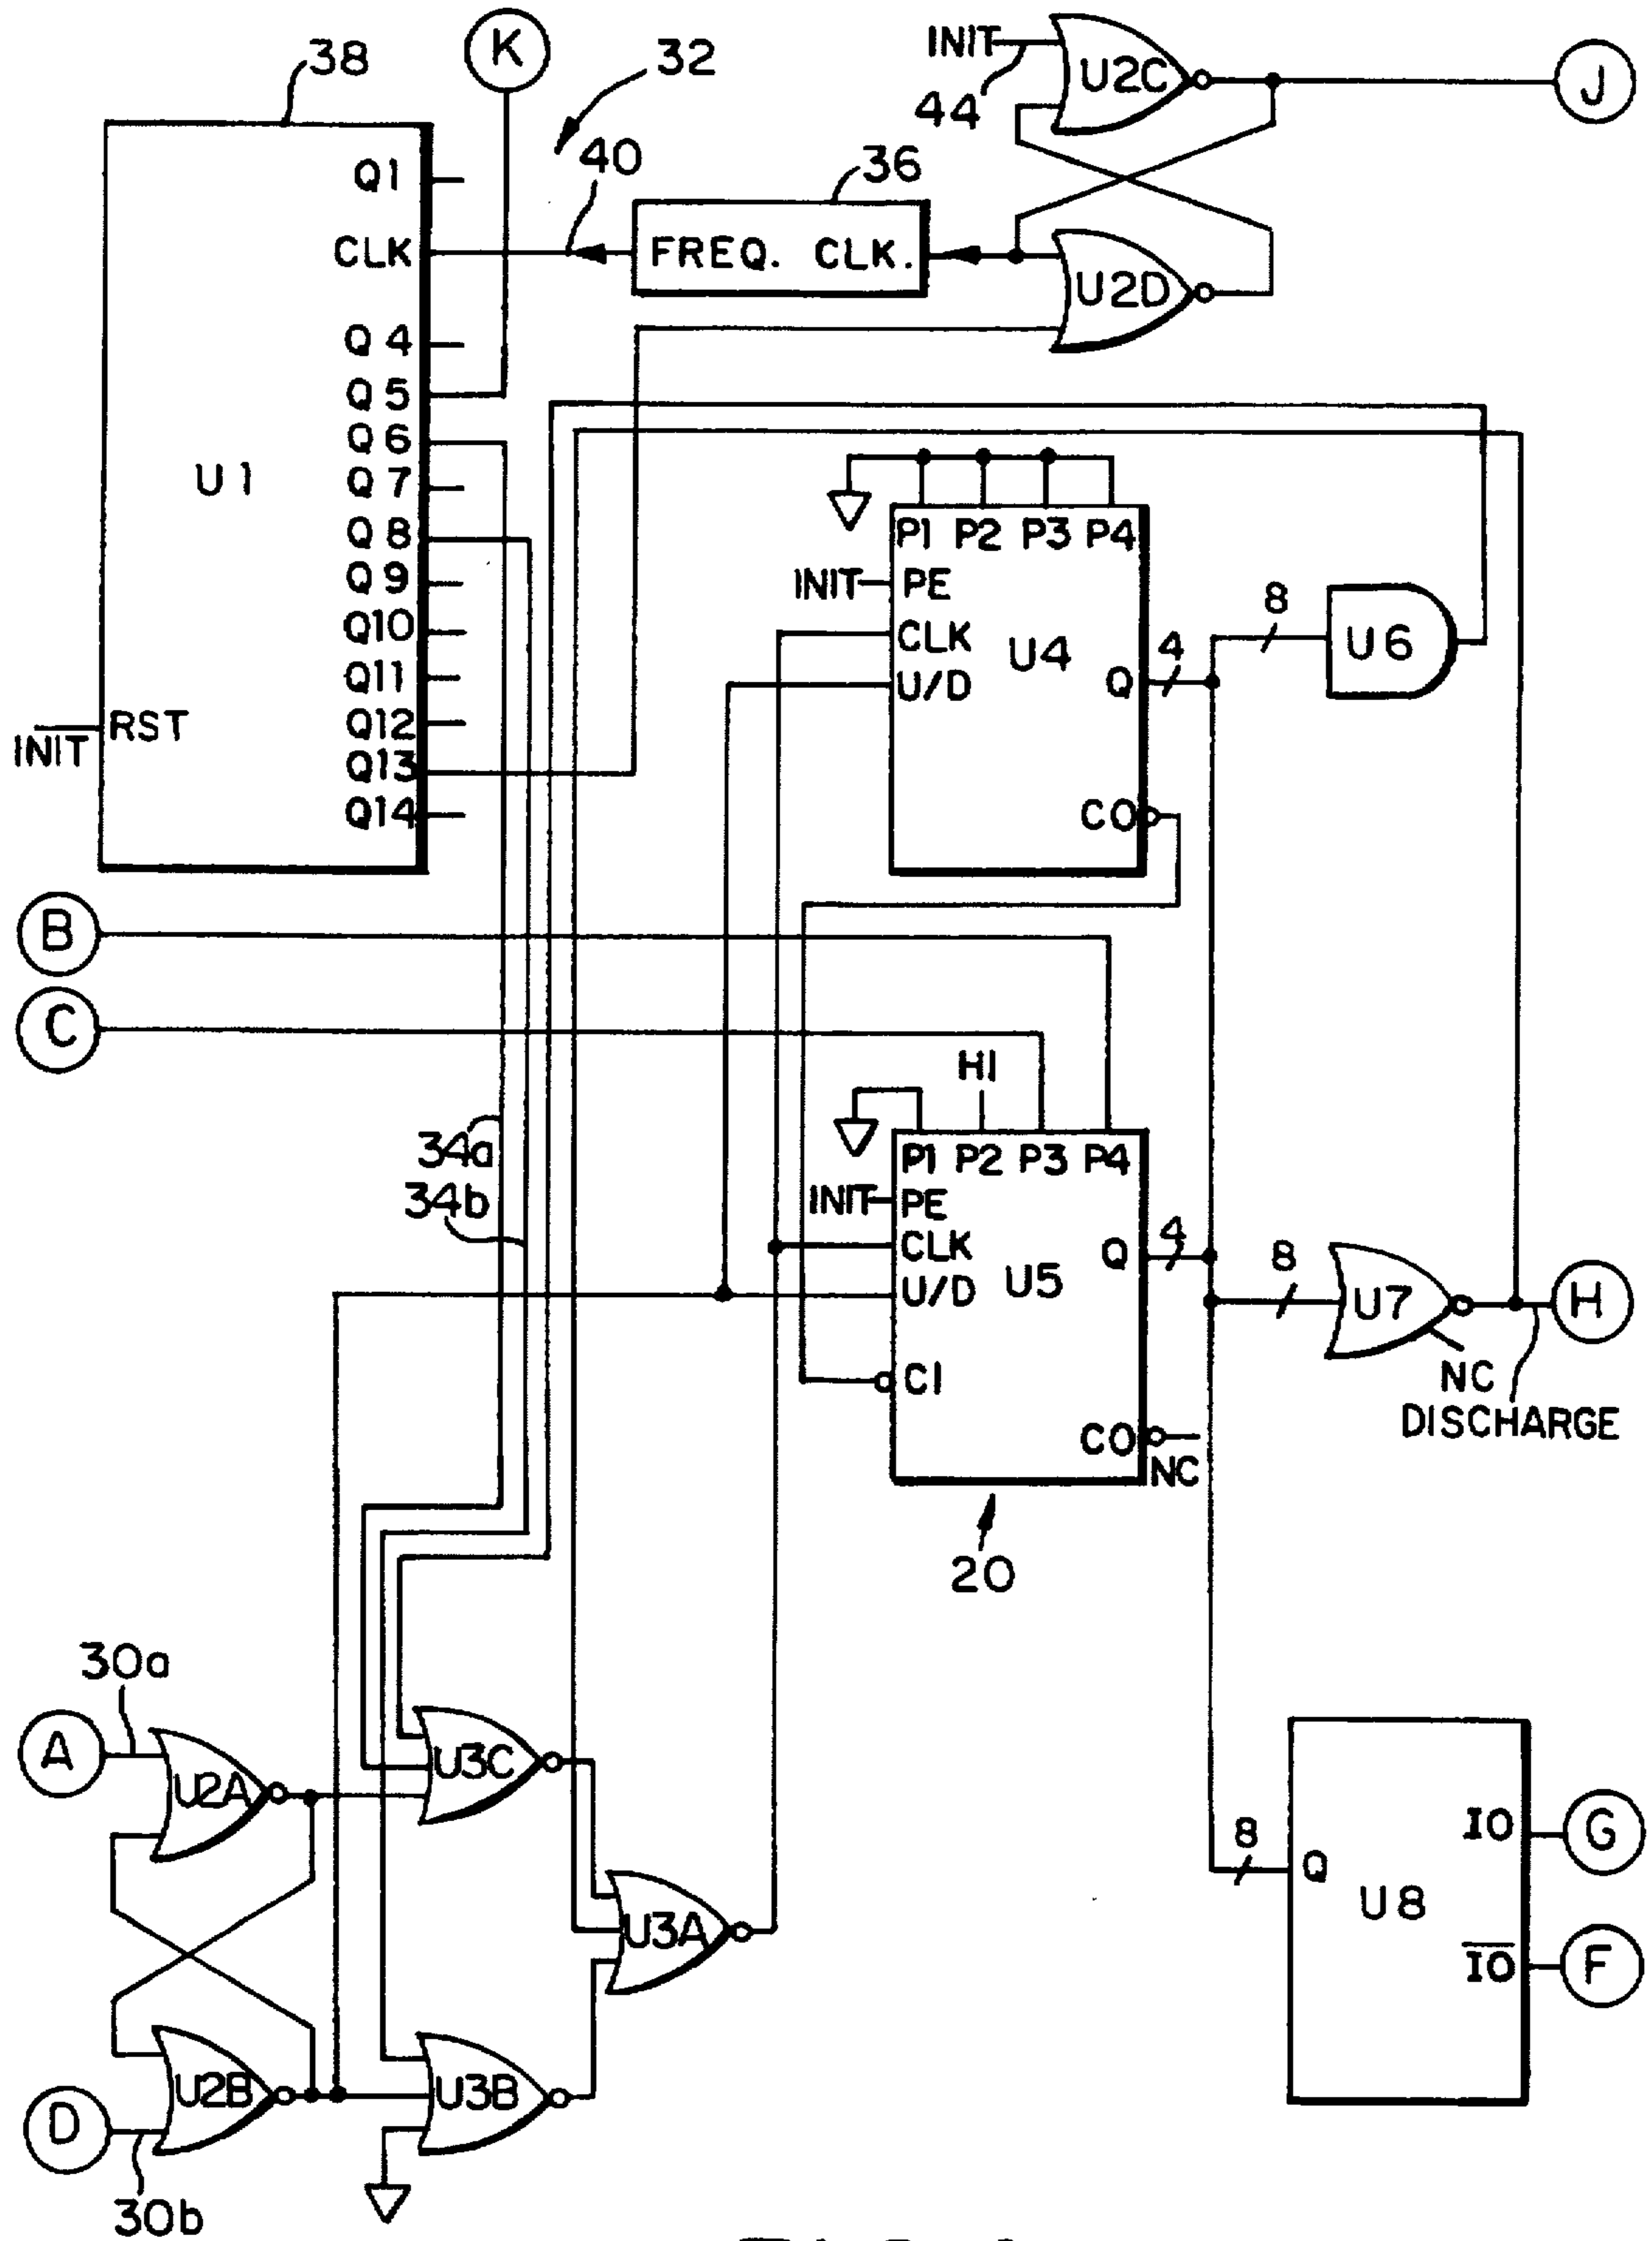 K
38
32
INIT
44
U2C
J
Q1
40
36
CLK
FREQ. CLK.
U2D
Q4
Q5
Q6
U1
Q7
Q8
Q9
Q10
Q11
Q12
INIT
RST
Q13
Q14
P1 P2 P3 P4
INIT
PE
CLK
U4
U/D
Q
4
8
U6
CO
B
C
HI
34a
34b
P1 P2 P3 P4
INIT
PE
CLK
U5
U/D
Q
4
8
U7
H
NC
DISCHARGE
CI
CO
NC
20
30a
A
U2A
U3C
U3A
D
U2B
U3B
30b
8
Q
U8
IO
G
IO
F